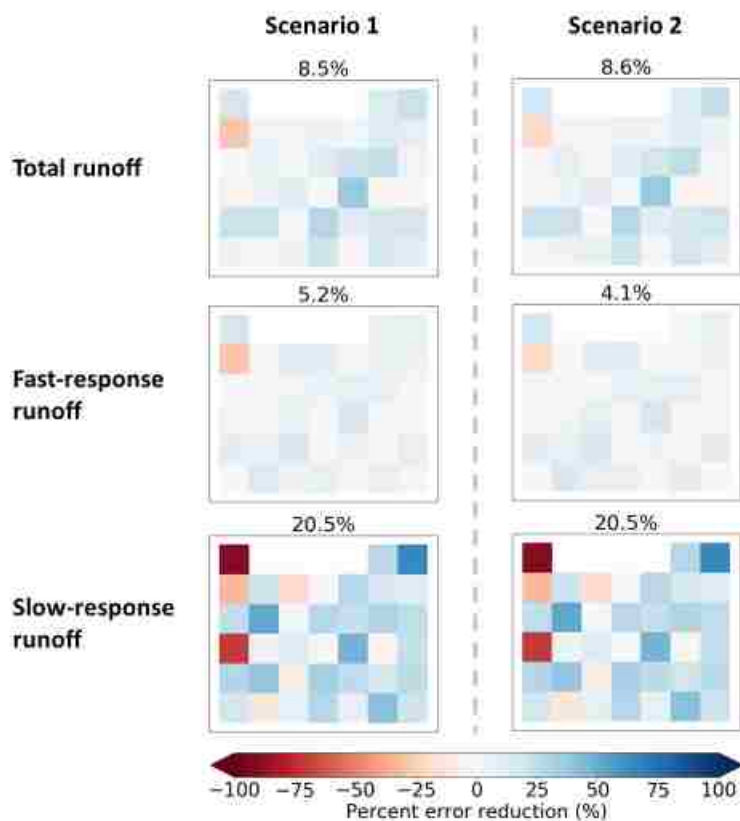 Scenario 1
Scenario 2
8.5%
8.6%
Total runoff
5.2%
4.1%
Fast-response
runoff
20.5%
20.5%
Slow-response
runoff
−100 −75 −50 −25 0 25 50 75 100
Percent error reduction (%)